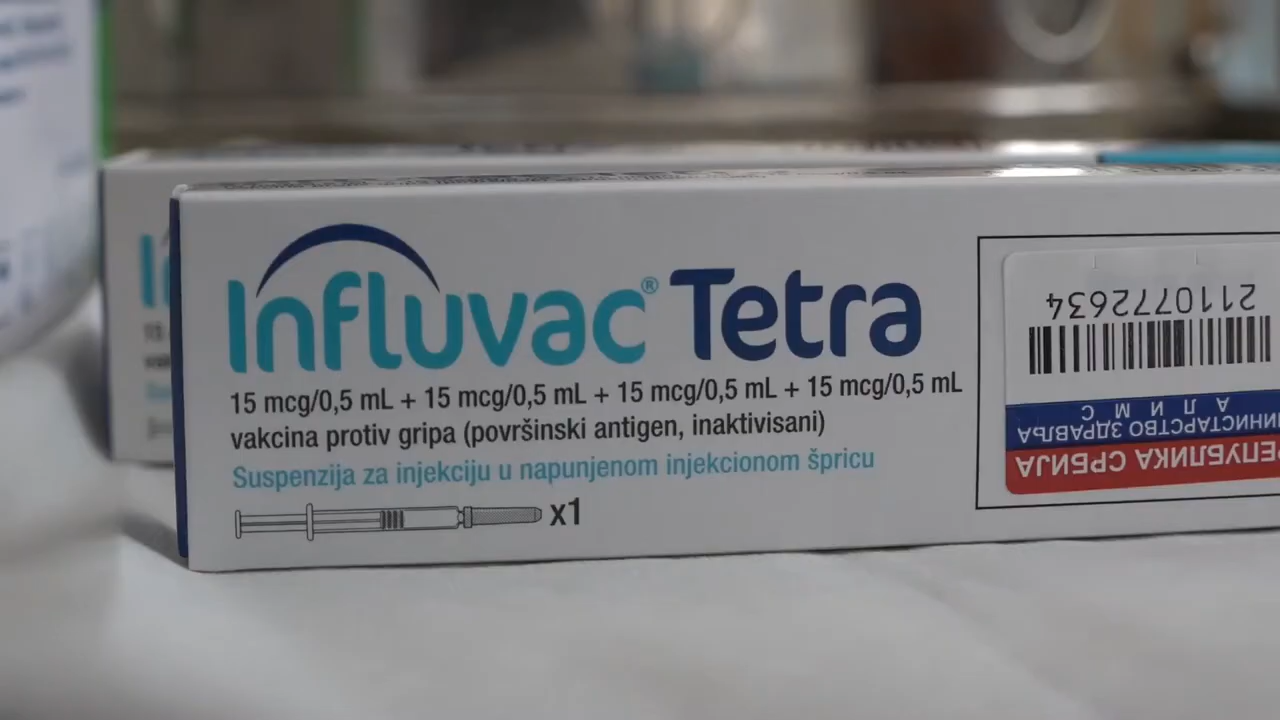 Influvac® Tetra
15 mcg/0,5 mL + 15 mcg/0,5 mL + 15 mcg/0,5 mL + 15 mcg/0,5 mL
vakcina protiv gripa (površinski antigen, inaktivisani)
Suspenzija za injekciju u napunjenom injekcionom špricu
x1
РЕПУБЛИКА СРБИЈА
МИНИСТАРСТВО ЗДРАВЉА
А Л И М С
2110772634